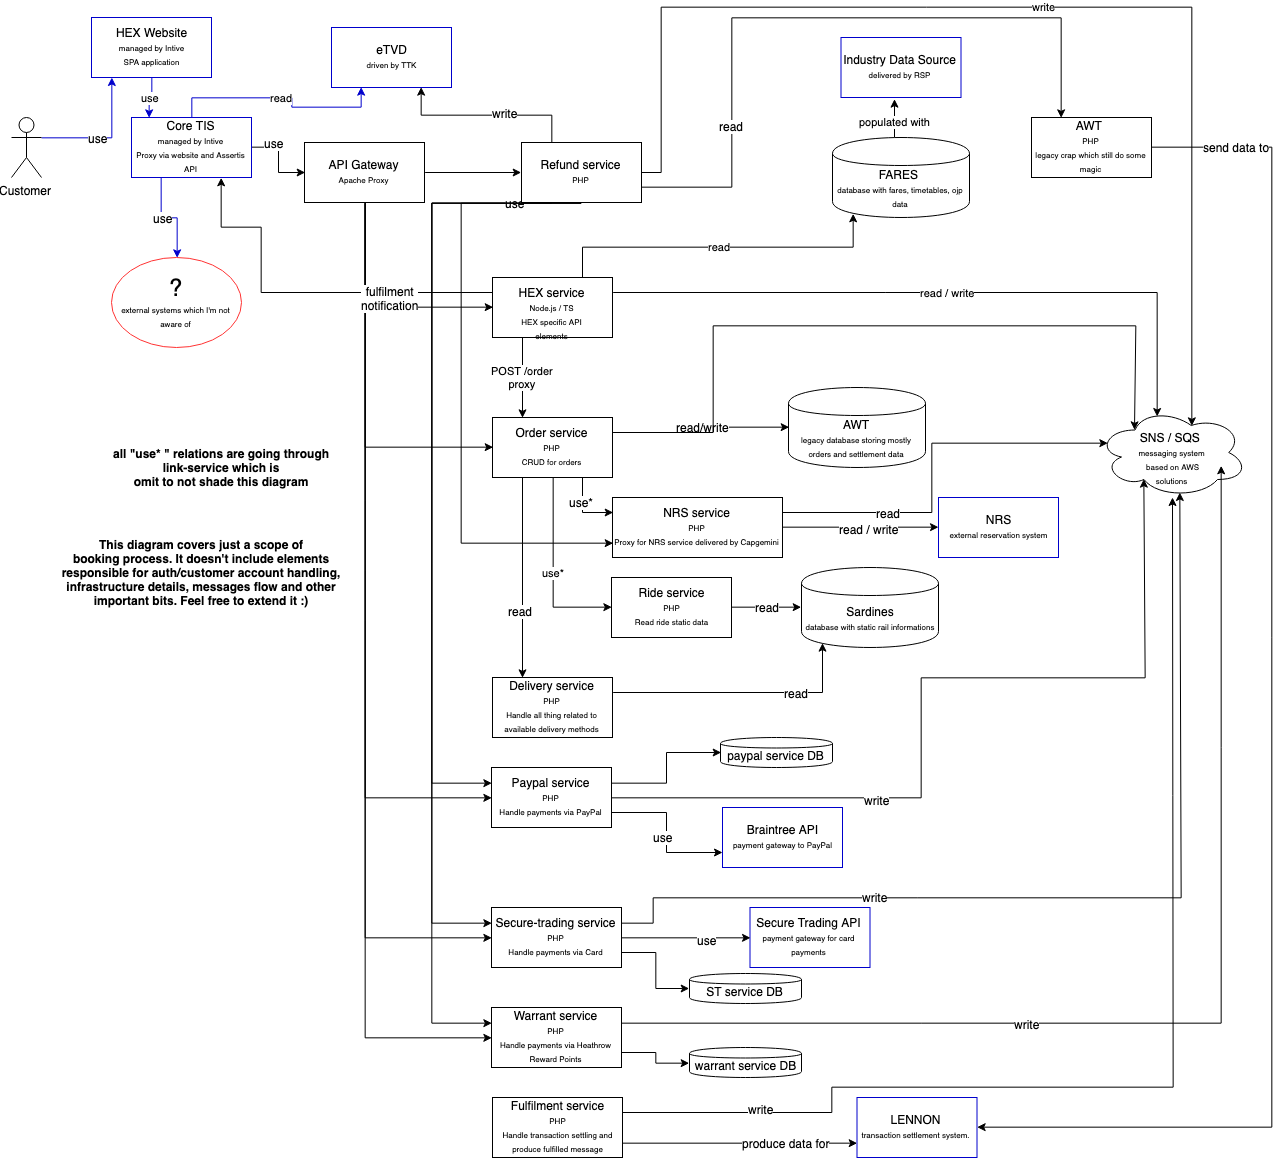 write
HEX Website
managed by Intive
SPA application
eTVD
driven by TTK
Industry Data Source
delivered by RSP
use
read
populated with
write
read
AWT
PHP
legacy crap which still do some
magic
Core TIS
managed by Intive
Proxy via website and Assertis
API
use
use
Customer
API Gateway
Apache Proxy
Refund service
PHP
FARES
database with fares, timetables, ojp
data
send data to
use
use
read
?
external systems which I'm not
aware of
fulfilment
notification
HEX service
Node.js / TS
HEX specific API
elements
read / write
POST /order
proxy
Order service
PHP
CRUD for orders
read/write
AWT
legacy database storing mostly
orders and settlement data
SNS / SQS
messaging system
based on AWS
solutions
all "use* " relations are going through
link-service which is
omit to not shade this diagram
use*
NRS service
PHP
Proxy for NRS service delivered by Capgemini
read
read / write
NRS
external reservation system
This diagram covers just a scope of
booking process. It doesn't include elements
responsible for auth/customer account handling,
infrastructure details, messages flow and other
important bits. Feel free to extend it :)
use*
Ride service
PHP
Read ride static data
read
Sardines
database with static rail informations
read
Delivery service
PHP
Handle all thing related to
available delivery methods
read
paypal service DB
Paypal service
PHP
Handle payments via PayPal
write
use
Braintree API
payment gateway to PayPal
write
Secure-trading service
PHP
Handle payments via Card
use
Secure Trading API
payment gateway for card
payments
ST service DB
Warrant service
PHP
Handle payments via Heathrow
Reward Points
write
warrant service DB
Fulfilment service
PHP
Handle transaction settling and
produce fulfilled message
write
produce data for
LENNON
transaction settlement system.